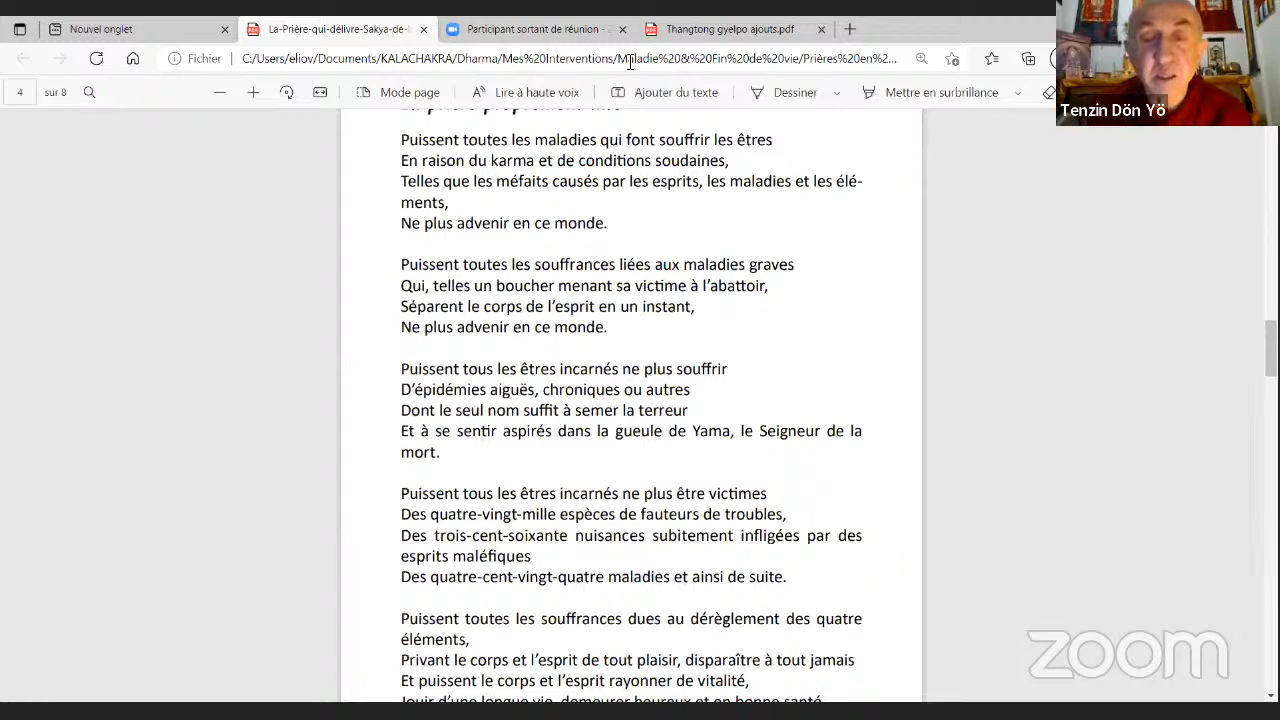 Nouvel onglet
La-Prière-qui-délivre-Sakya-de-
Participant sortant de réunion -
Thangtong gyelpo ajouts.pdf
Fichier
C:/Users/eliov/Documents/KALACHAKRA/Dharma/Mes%20Interventions/Maladie%20&%20Fin%20de%20vie/Prières%20en%2...
4 sur 8
Mode page
Lire à haute voix
Ajouter du texte
Dessiner
Mettre en surbrillance
Tenzin Dön Yö
Puissent toutes les maladies qui font souffrir les êtres
En raison du karma et de conditions soudaines,
Telles que les méfaits causés par les esprits, les maladies et les élé-
ments,
Ne plus advenir en ce monde.
Puissent toutes les souffrances liées aux maladies graves
Qui, telles un boucher menant sa victime à l'abattoir,
Séparent le corps de l'esprit en un instant,
Ne plus advenir en ce monde.
Puissent tous les êtres incarnés ne plus souffrir
D'épidémies aiguës, chroniques ou autres
Dont le seul nom suffit à semer la terreur
Et à se sentir aspirés dans la gueule de Yama, le Seigneur de la
mort.
Puissent tous les êtres incarnés ne plus être victimes
Des quatre-vingt-mille espèces de fauteurs de troubles,
Des trois-cent-soixante nuisances subitement infligées par des
esprits maléfiques
Des quatre-cent-vingt-quatre maladies et ainsi de suite.
Puissent toutes les souffrances dues au dérèglement des quatre
éléments,
Privant le corps et l'esprit de tout plaisir, disparaître à tout jamais
Et puissent le corps et l'esprit rayonner de vitalité,
Jouir d'une longue vie, demeurer heureux et en bonne santé
zoom